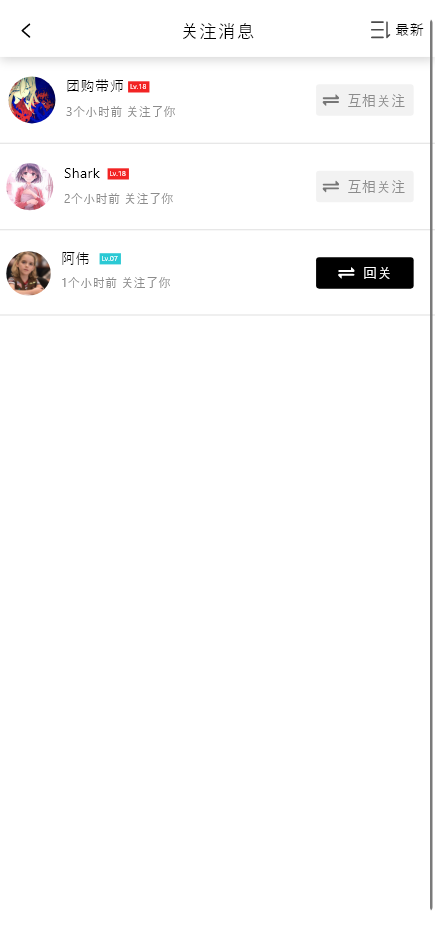 关注消息
最新
团购带师 Lv.18
3个小时前 关注了你
互相关注
Shark Lv.18
2个小时前 关注了你
互相关注
阿伟 Lv.07
1个小时前 关注了你
回关